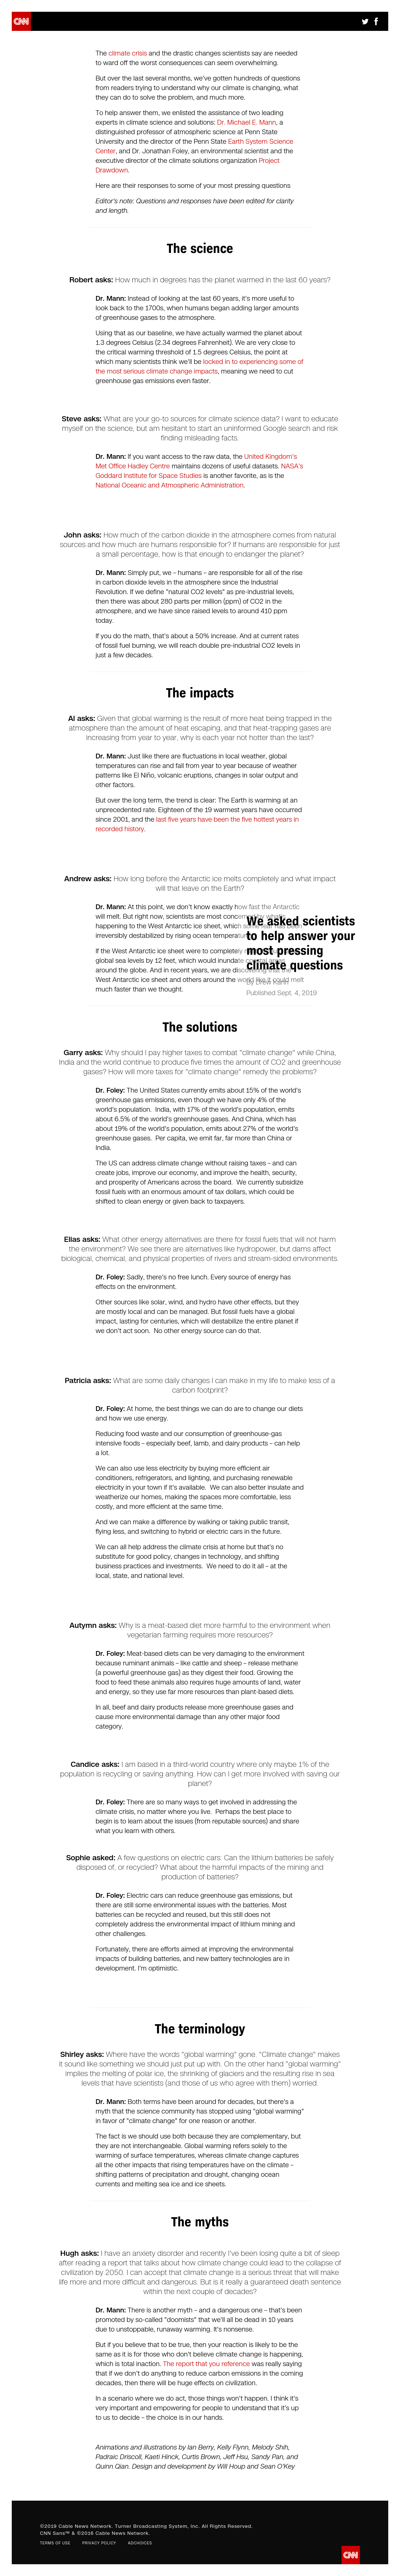 CNN
The climate crisis and the drastic changes scientists say are needed
to ward off the worst consequences can seem overwhelming.
But over the last several months, we've gotten hundreds of questions
from readers trying to understand why our climate is changing, what
they can do to solve the problem, and much more.
To help answer them, we enlisted the assistance of two leading
experts in climate science and solutions: Dr. Michael E. Mann, a
distinguished professor of atmospheric science at Penn State
University and the director of the Penn State Earth System Science
Center, and Dr. Jonathan Foley, an environmental scientist and the
executive director of the climate solutions organization Project
Drawdown.
Here are their responses to some of your most pressing questions
Editor's note: Questions and responses have been edited for clarity
and length.
The science
Robert asks: How much in degrees has the planet warmed in the last 60 years?
Dr. Mann: Instead of looking at the last 60 years, it's more useful to
look back to the 1700s, when humans began adding larger amounts
of greenhouse gases to the atmosphere.
Using that as our baseline, we have actually warmed the planet about
1.3 degrees Celsius (2.34 degrees Fahrenheit). We are very close to
the critical warming threshold of 1.5 degrees Celsius, the point at
which many scientists think we'll be locked in to experiencing some of
the most serious climate change impacts, meaning we need to cut
greenhouse gas emissions even faster.
Steve asks: What are your go-to sources for climate science data? I want to educate
myself on the science, but am hesitant to start an uninformed Google search and risk
finding misleading facts.
Dr. Mann: If you want access to the raw data, the United Kingdom's
Met Office Hadley Centre maintains dozens of useful datasets. NASA's
Goddard Institute for Space Studies is another favorite, as is the
National Oceanic and Atmospheric Administration.
John asks: How much of the carbon dioxide in the atmosphere comes from natural
sources and how much are humans responsible for? If humans are responsible for just
a small percentage, how is that enough to endanger the planet?
Dr. Mann: Simply put, we – humans – are responsible for all of the rise
in carbon dioxide levels in the atmosphere since the Industrial
Revolution. If we define "natural CO2 levels" as pre-industrial levels,
then there was about 280 parts per million (ppm) of CO2 in the
atmosphere, and we have since raised levels to around 410 ppm
today.
If you do the math, that's about a 50% increase. And at current rates
of fossil fuel burning, we will reach double pre-industrial CO2 levels in
just a few decades.
The impacts
Al asks: Given that global warming is the result of more heat being trapped in the
atmosphere than the amount of heat escaping, and that heat-trapping gases are
increasing from year to year, why is each year not hotter than the last?
Dr. Mann: Just like there are fluctuations in local weather, global
temperatures can rise and fall from year to year because of weather
patterns like El Niño, volcanic eruptions, changes in solar output and
other factors.
But over the long term, the trend is clear: The Earth is warming at an
unprecedented rate. Eighteen of the 19 warmest years have occurred
since 2001, and the last five years have been the five hottest years in
recorded history.
Andrew asks: How long before the Antarctic ice melts completely and what impact
will that leave on the Earth?
Dr. Mann: At this point, we don't know exactly how fast the Antarctic
will melt. But right now, scientists are most concerned by what's
happening to the West Antarctic ice sheet, which
irreversibly destabilized by rising ocean temperatures.
If the West Antarctic ice sheet were to completely
global sea levels by 12 feet, which would inundate
around the globe. And in recent years, we are discovering that the
West Antarctic ice sheet and others around the world like it could melt
much faster than we thought.
We asked scientists
to help answer your
most pressing
climate questions
By Drew Kann
Published Sept. 4, 2019
The solutions
Garry asks: Why should I pay higher taxes to combat "climate change" while China,
India and the world continue to produce five times the amount of CO2 and greenhouse
gases? How will more taxes for "climate change" remedy the problems?
Dr. Foley: The United States currently emits about 15% of the world's
greenhouse gas emissions, even though we have only 4% of the
world's population. India, with 17% of the world's population, emits
about 6.5% of the world's greenhouse gases. And China, which has
about 19% of the world's population, emits about 27% of the world's
greenhouse gases. Per capita, we emit far, far more than China or
India.
The US can address climate change without raising taxes – and can
create jobs, improve our economy, and improve the health, security,
and prosperity of Americans across the board. We currently subsidize
fossil fuels with an enormous amount of tax dollars, which could be
shifted to clean energy or given back to taxpayers.
Elias asks: What other energy alternatives are there for fossil fuels that will not harm
the environment? We see there are alternatives like hydropower, but dams affect
biological, chemical, and physical properties of rivers and stream-sided environments.
Dr. Foley: Sadly, there's no free lunch. Every source of energy has
effects on the environment.
Other sources like solar, wind, and hydro have other effects, but they
are mostly local and can be managed. But fossil fuels have a global
impact, lasting for centuries, which will destabilize the entire planet if
we don't act soon. No other energy source can do that.
Patricia asks: What are some daily changes I can make in my life to make less of a
carbon footprint?
Dr. Foley: At home, the best things we can do are to change our diets
and how we use energy.
Reducing food waste and our consumption of greenhouse-gas
intensive foods – especially beef, lamb, and dairy products – can help
a lot.
We can also use less electricity by buying more efficient air
conditioners, refrigerators, and lighting, and purchasing renewable
electricity in your town if it's available. We can also better insulate and
weatherize our homes, making the spaces more comfortable, less
costly, and more efficient at the same time.
And we can make a difference by walking or taking public transit,
flying less, and switching to hybrid or electric cars in the future.
We can all help address the climate crisis at home but that's no
substitute for good policy, changes in technology, and shifting
business practices and investments. We need to do it all – at the
local, state, and national level.
Autymn asks: Why is a meat-based diet more harmful to the environment when
vegetarian farming requires more resources?
Dr. Foley: Meat-based diets can be very damaging to the environment
because ruminant animals – like cattle and sheep – release methane
(a powerful greenhouse gas) as they digest their food. Growing the
food to feed these animals also requires huge amounts of land, water
and energy, so they use far more resources than plant-based diets.
In all, beef and dairy products release more greenhouse gases and
cause more environmental damage than any other major food
category.
Candice asks: I am based in a third-world country where only maybe 1% of the
population is recycling or saving anything. How can I get more involved with saving our
planet?
Dr. Foley: There are so many ways to get involved in addressing the
climate crisis, no matter where you live. Perhaps the best place to
begin is to learn about the issues (from reputable sources) and share
what you learn with others.
Sophie asked: A few questions on electric cars: Can the lithium batteries be safely
disposed of, or recycled? What about the harmful impacts of the mining and
production of batteries?
Dr. Foley: Electric cars can reduce greenhouse gas emissions, but
there are still some environmental issues with the batteries. Most
batteries can be recycled and reused, but this still does not
completely address the environmental impact of lithium mining and
other challenges.
Fortunately, there are efforts aimed at improving the environmental
impacts of building batteries, and new battery technologies are in
development. I'm optimistic.
The terminology
Shirley asks: Where have the words "global warming" gone. "Climate change" makes
it sound like something we should just put up with. On the other hand "global warming"
implies the melting of polar ice, the shrinking of glaciers and the resulting rise in sea
levels that have scientists (and those of us who agree with them) worried.
Dr. Mann: Both terms have been around for decades, but there's a
myth that the science community has stopped using "global warming"
in favor of "climate change" for one reason or another.
The fact is we should use both because they are complementary, but
they are not interchangeable. Global warming refers solely to the
warming of surface temperatures, whereas climate change captures
all the other impacts that rising temperatures have on the climate –
shifting patterns of precipitation and drought, changing ocean
currents and melting sea ice and ice sheets.
The myths
Hugh asks: I have an anxiety disorder and recently I've been losing quite a bit of sleep
after reading a report that talks about how climate change could lead to the collapse of
civilization by 2050. I can accept that climate change is a serious threat that will make
life more and more difficult and dangerous. But is it really a guaranteed death sentence
within the next couple of decades?
Dr. Mann: There is another myth – and a dangerous one – that's been
promoted by so-called "doomists" that we'll all be dead in 10 years
due to unstoppable, runaway warming. It's nonsense.
But if you believe that to be true, then your reaction is likely to be the
same as it is for those who don't believe climate change is happening,
which is total inaction. The report that you reference was really saying
that if we don't do anything to reduce carbon emissions in the coming
decades, then there will be huge effects on civilization.
In a scenario where we do act, those things won't happen. I think it's
very important and empowering for people to understand that it's up
to us to decide – the choice is in our hands.
Animations and illustrations by Ian Berry, Kelly Flynn, Melody Shih,
Padraic Driscoll, Kaeti Hinck, Curtis Brown, Jeff Hsu, Sandy Pan, and
Quinn Qian. Design and development by Will Houp and Sean O'Key
©2019 Cable News Network. Turner Broadcasting System, Inc. All Rights Reserved.
CNN Sans™ & ©2016 Cable News Network.
TERMS OF USE PRIVACY POLICY ADCHOICES
CNN